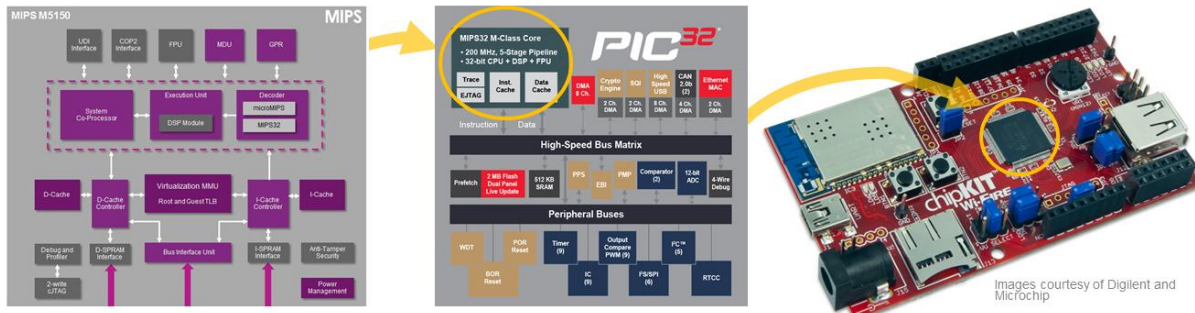 MIPS M5150
MIPS
UDI
Interface
COP2
Interface
FPU
MDU
GPR
System
Co-Processor
Execution Unit
DSP Module
Decoder
microMIPS
MIPS32
D-Cache
D-Cache
Controller
Virtualization MMU
Root and Guest TLB
I-Cache
Controller
I-Cache
Debug and
Profiler
D-SPRAM
Interface
Bus Interface Unit
I-SPRAM
Interface
Anti-Tamper
Security
2-write
cJTAG
Power
Management
MIPS32 M-Class Core
• 200 MHz, 5-Stage Pipeline
• 32-bit CPU + DSP + FPU
Trace
EJTAG
Inst.
Cache
Data
Cache
PIC32
DMA
8 Ch.
Crypto
Engine
SQI
High
Speed
USB
CAN
2.0b
(2)
Ethernet
MAC
2 Ch.
DMA
2 Ch.
DMA
8 Ch.
DMA
4 Ch.
DMA
2 Ch.
DMA
Instruction
Data
High-Speed Bus Matrix
Prefetch
2 MB Flash
Dual Panel
Live Update
512 KB
SRAM
PPS
EBI
PMP
Comparator
(2)
12-bit
ADC
4-Wire
Debug
Peripheral Buses
WDT
BOR
Reset
POR
Reset
Timer
(9)
IC
(9)
Output
Compare
PWM (9)
FS/SPI
(6)
FC™
(5)
RTCC
chipKIT
WI-FIRE
UART
JTAG
Images courtesy of Digilent and
Microchip